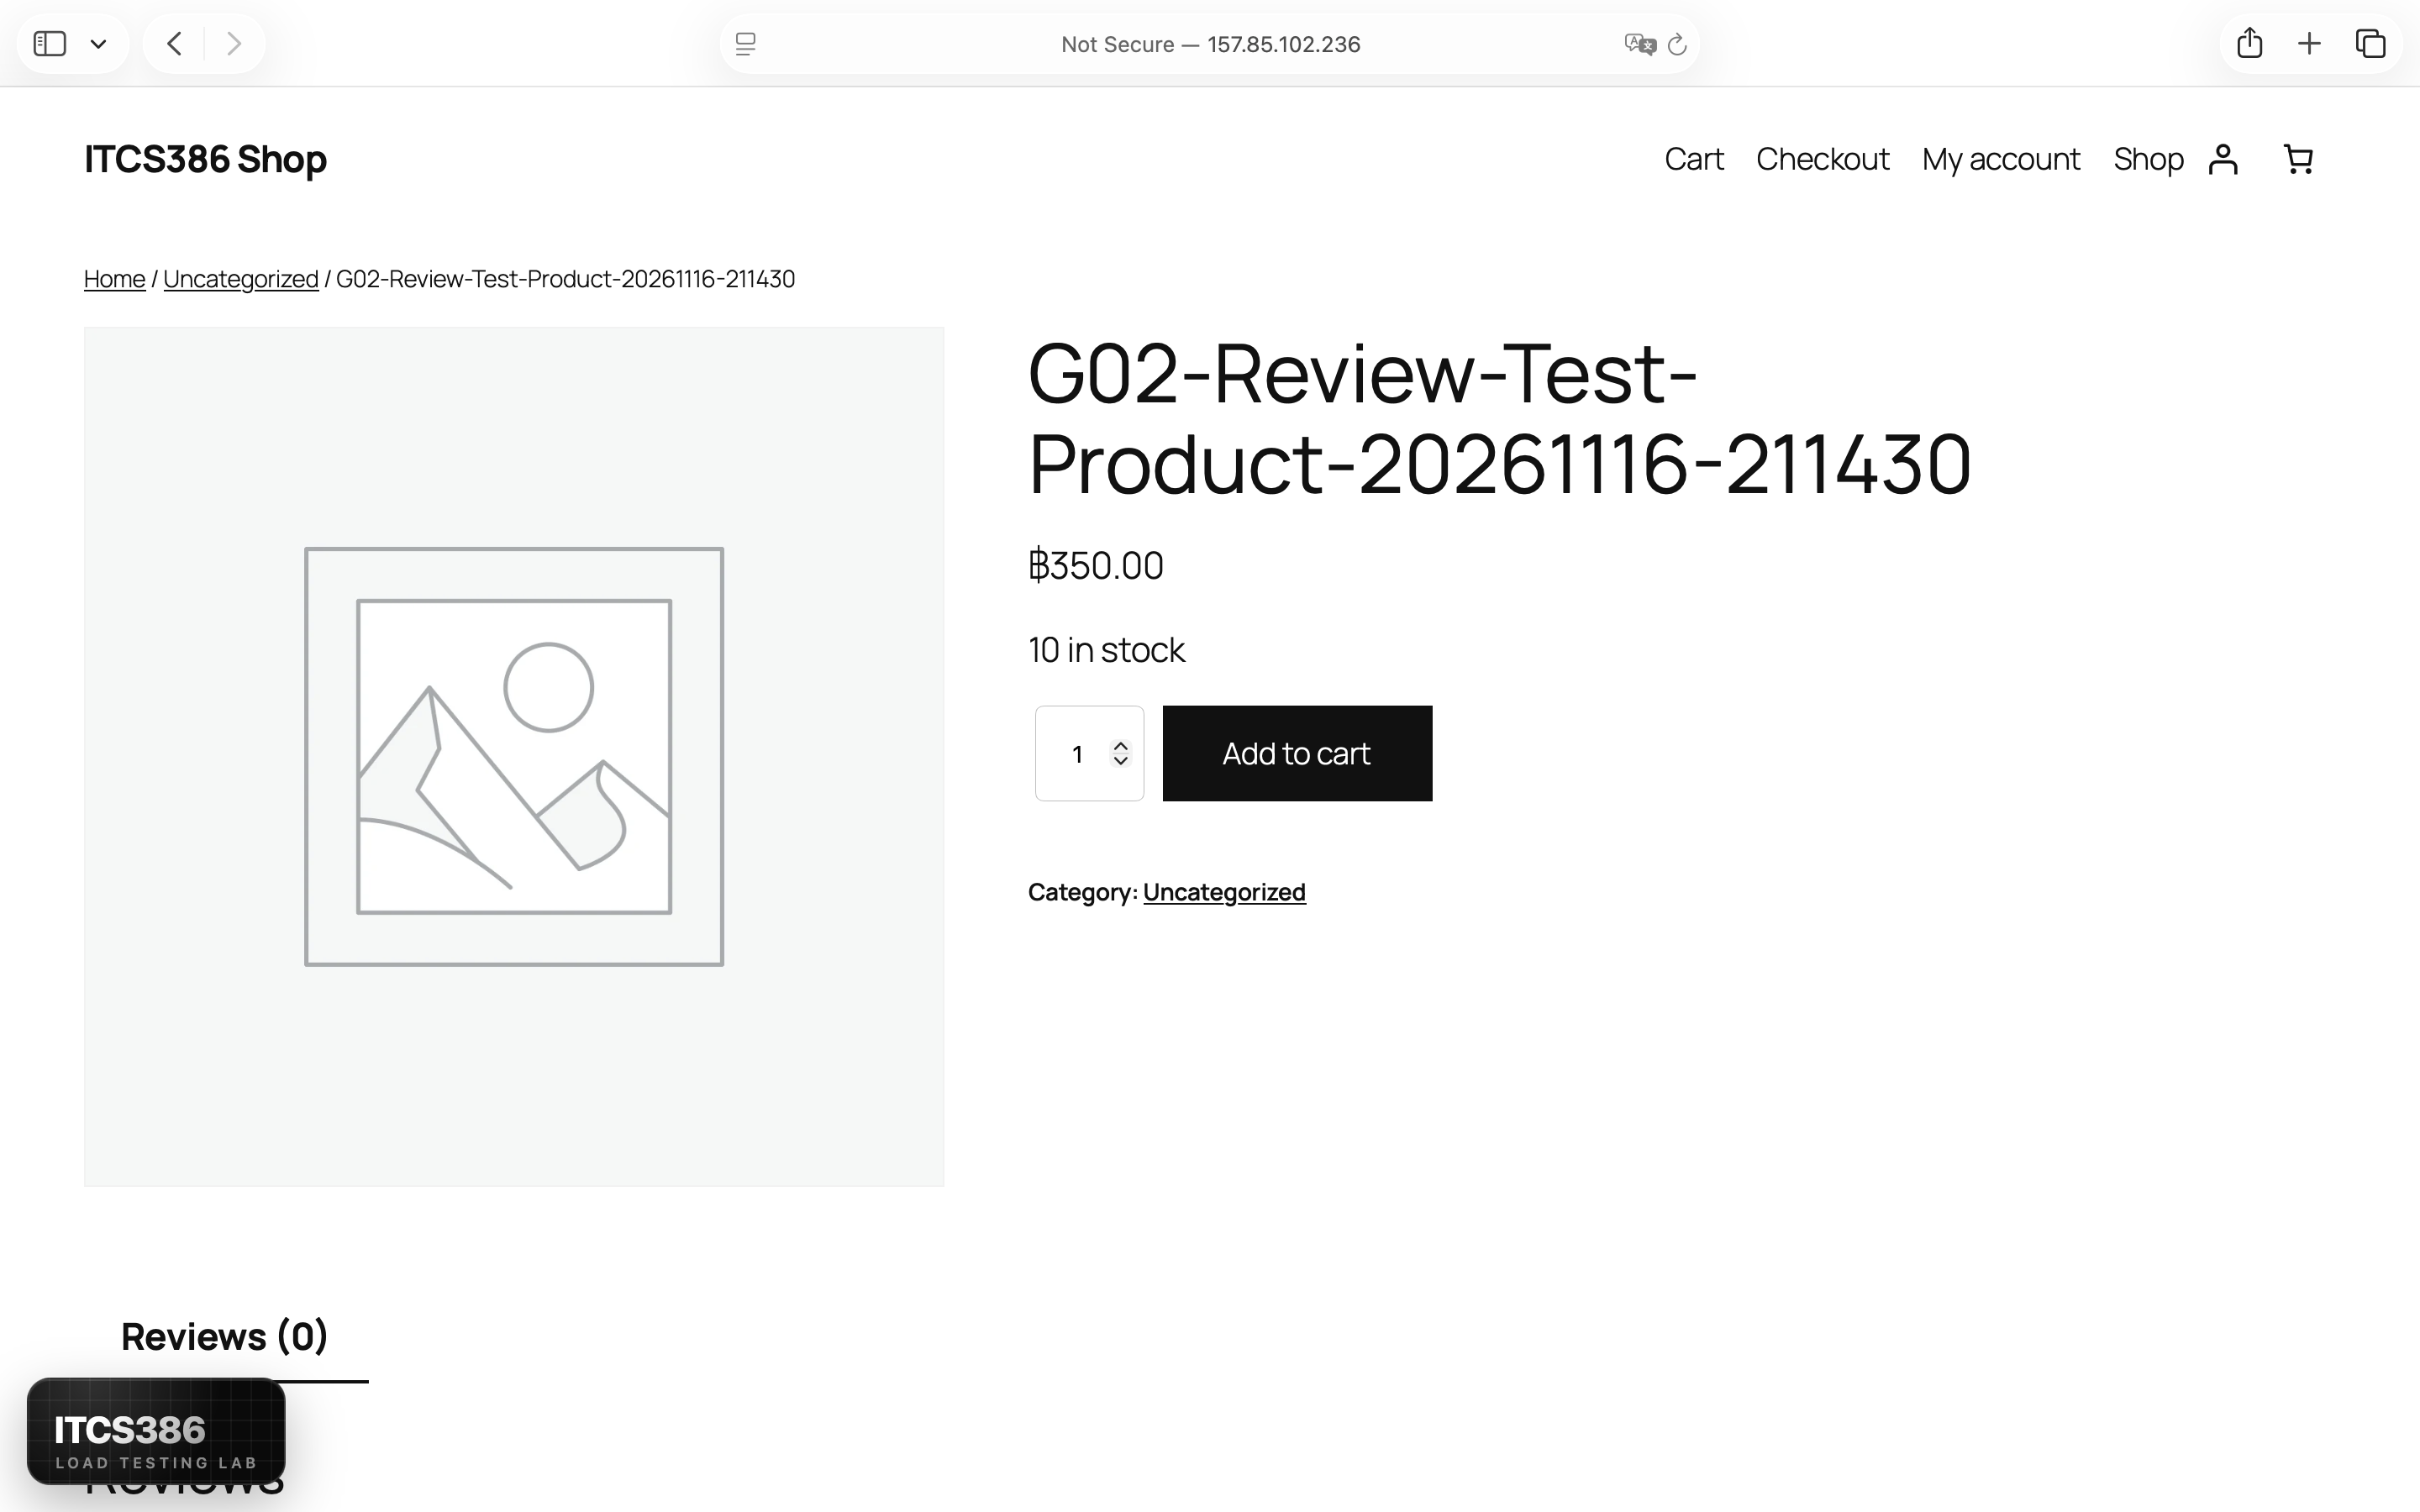 Not Secure — 157.85.102.236
ITCS386 Shop
Cart Checkout My account Shop
Home / Uncategorized / G02-Review-Test-Product-20261116-211430
G02-Review-Test-
Product-20261116-211430
฿350.00
10 in stock
1 Add to cart
Category: Uncategorized
Reviews (0)
ITCS386
LOAD TESTING LAB
Reviews